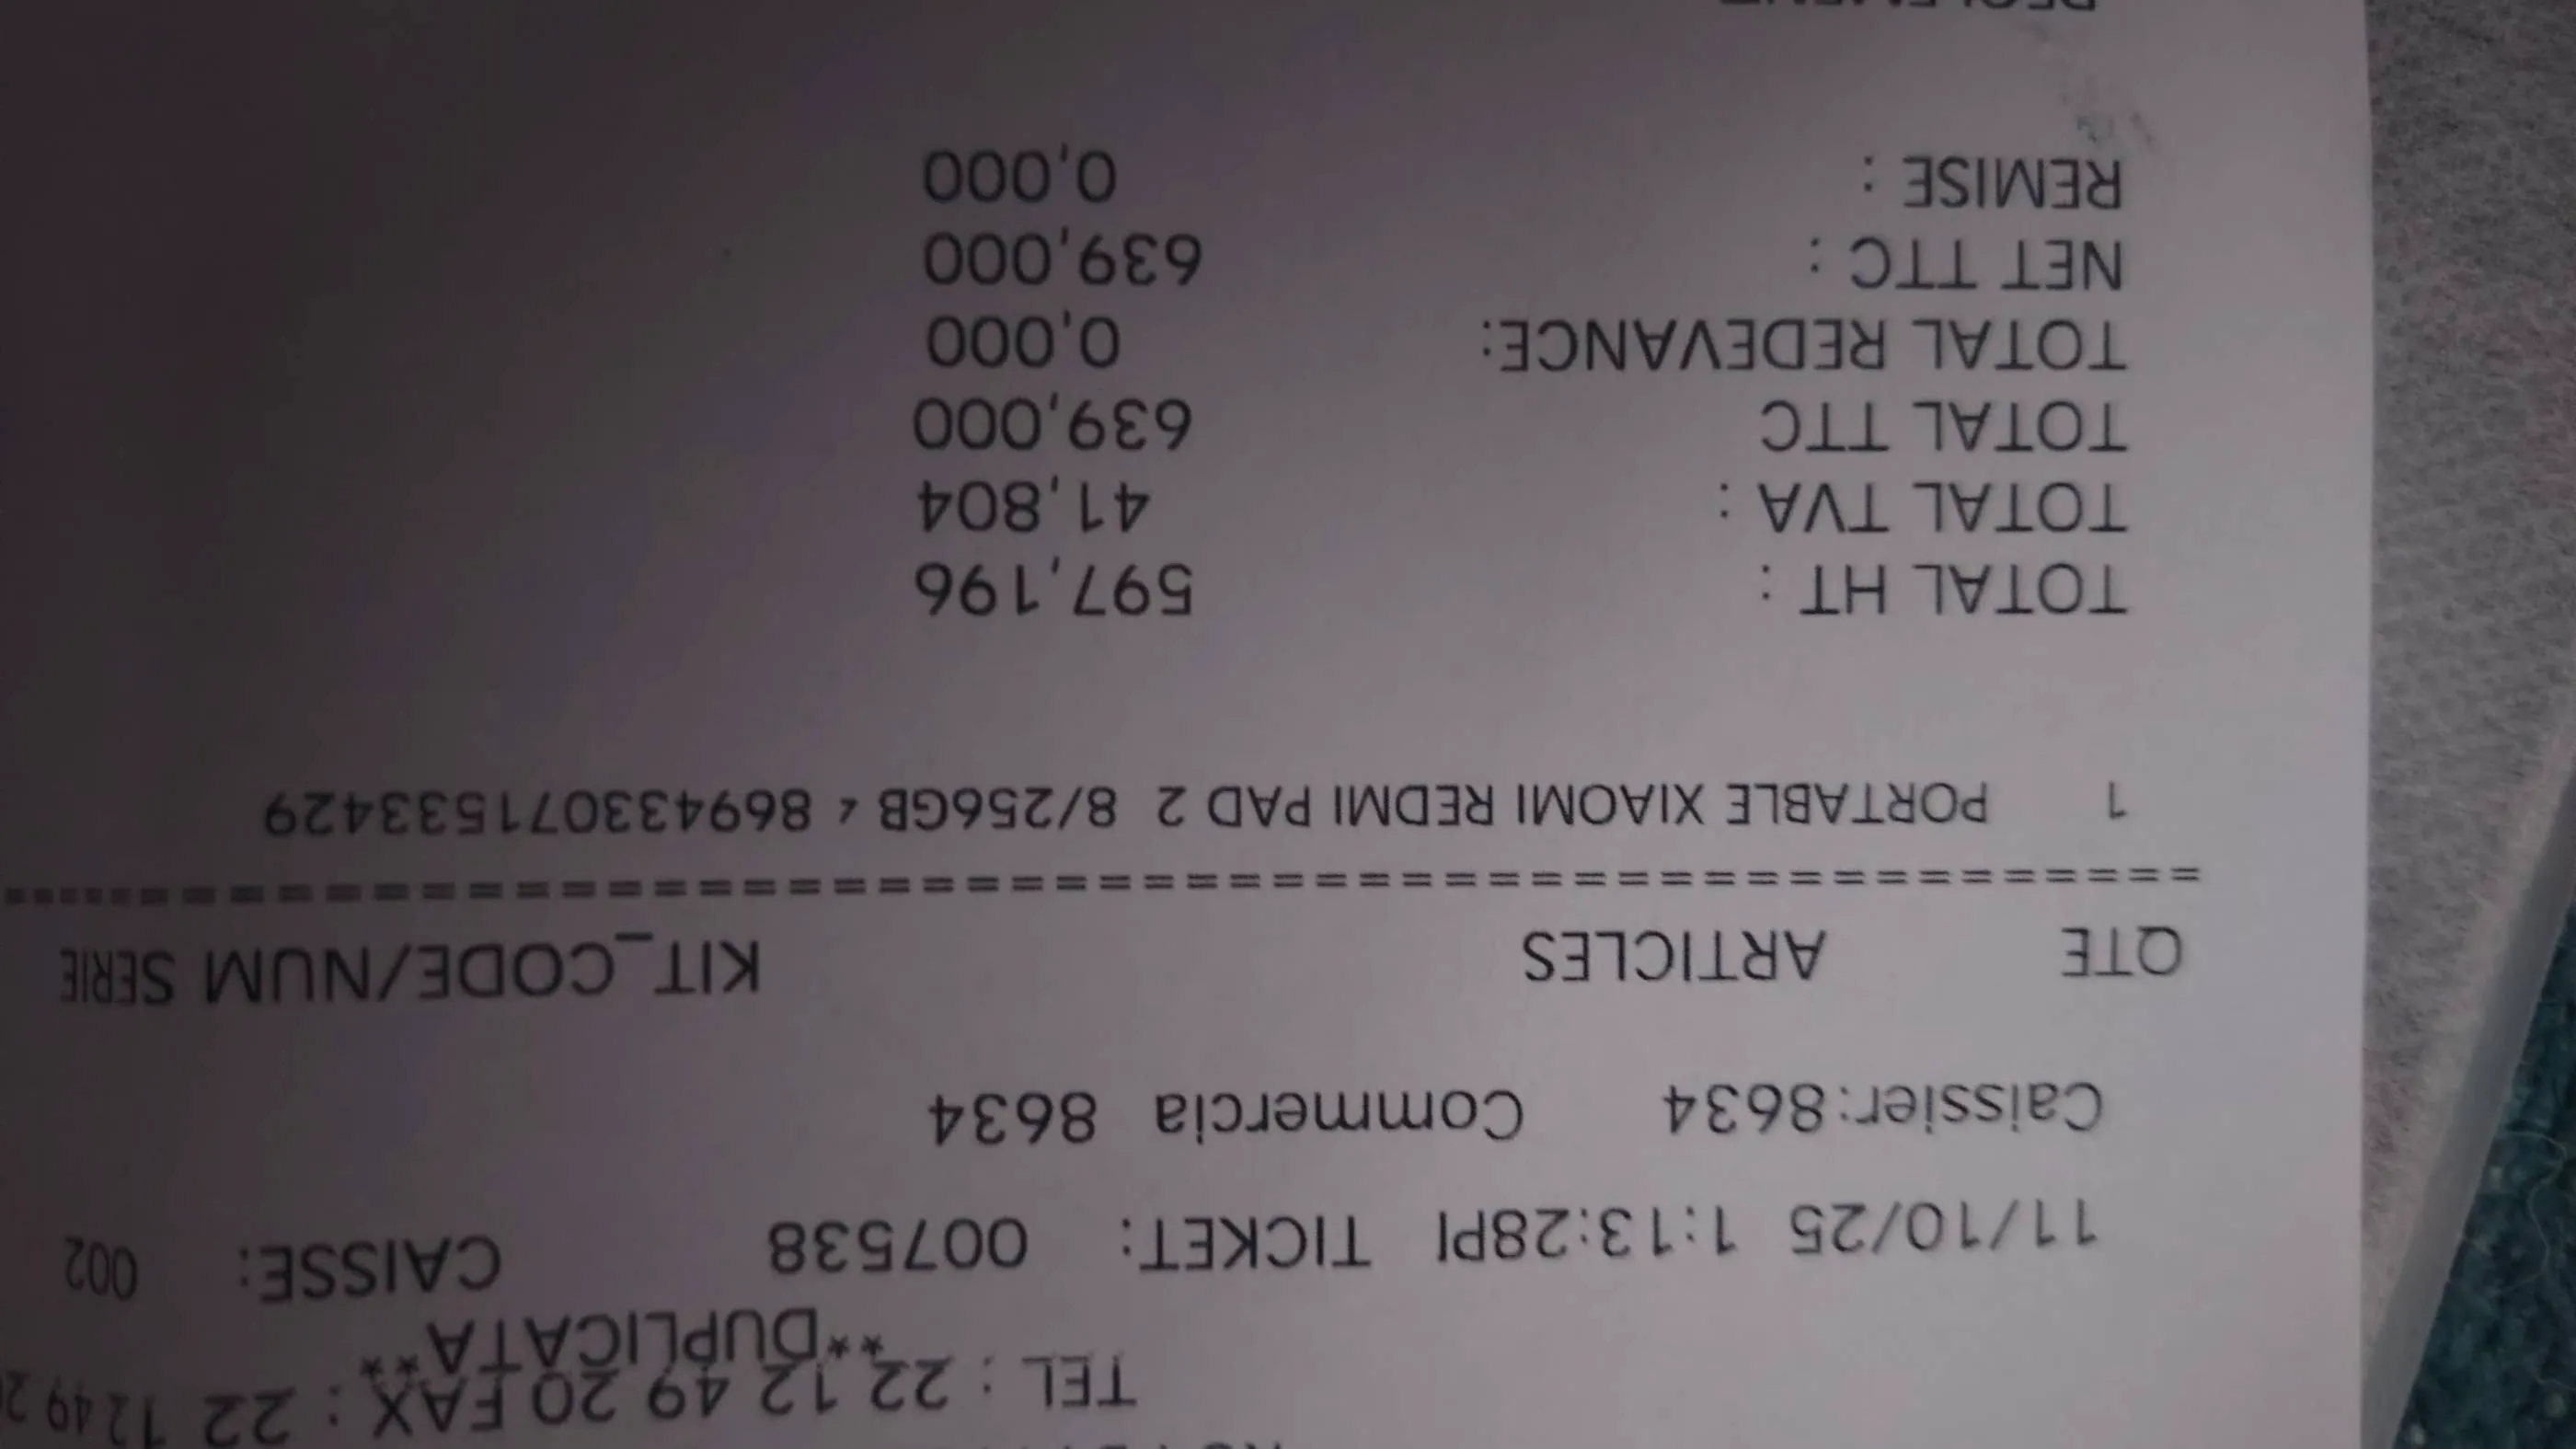 TEL : 22 12 49 20 FAX : 22 12 49 2
**DUPLICATA**
11/10/25 1:13:28PI TICKET: 007538 CAISSE: 002
Caissier:8634 Commercia 8634
QTE ARTICLES KIT_CODE/NUM SERIE
==================================================
1 PORTABLE XIAOMI REDMI PAD 2 8/256GB 869433071533429
TOTAL HT : 597,196
TOTAL TVA : 41,804
TOTAL TTC 639,000
TOTAL REDEVANCE: 0,000
NET TTC : 639,000
REMISE : 0,000